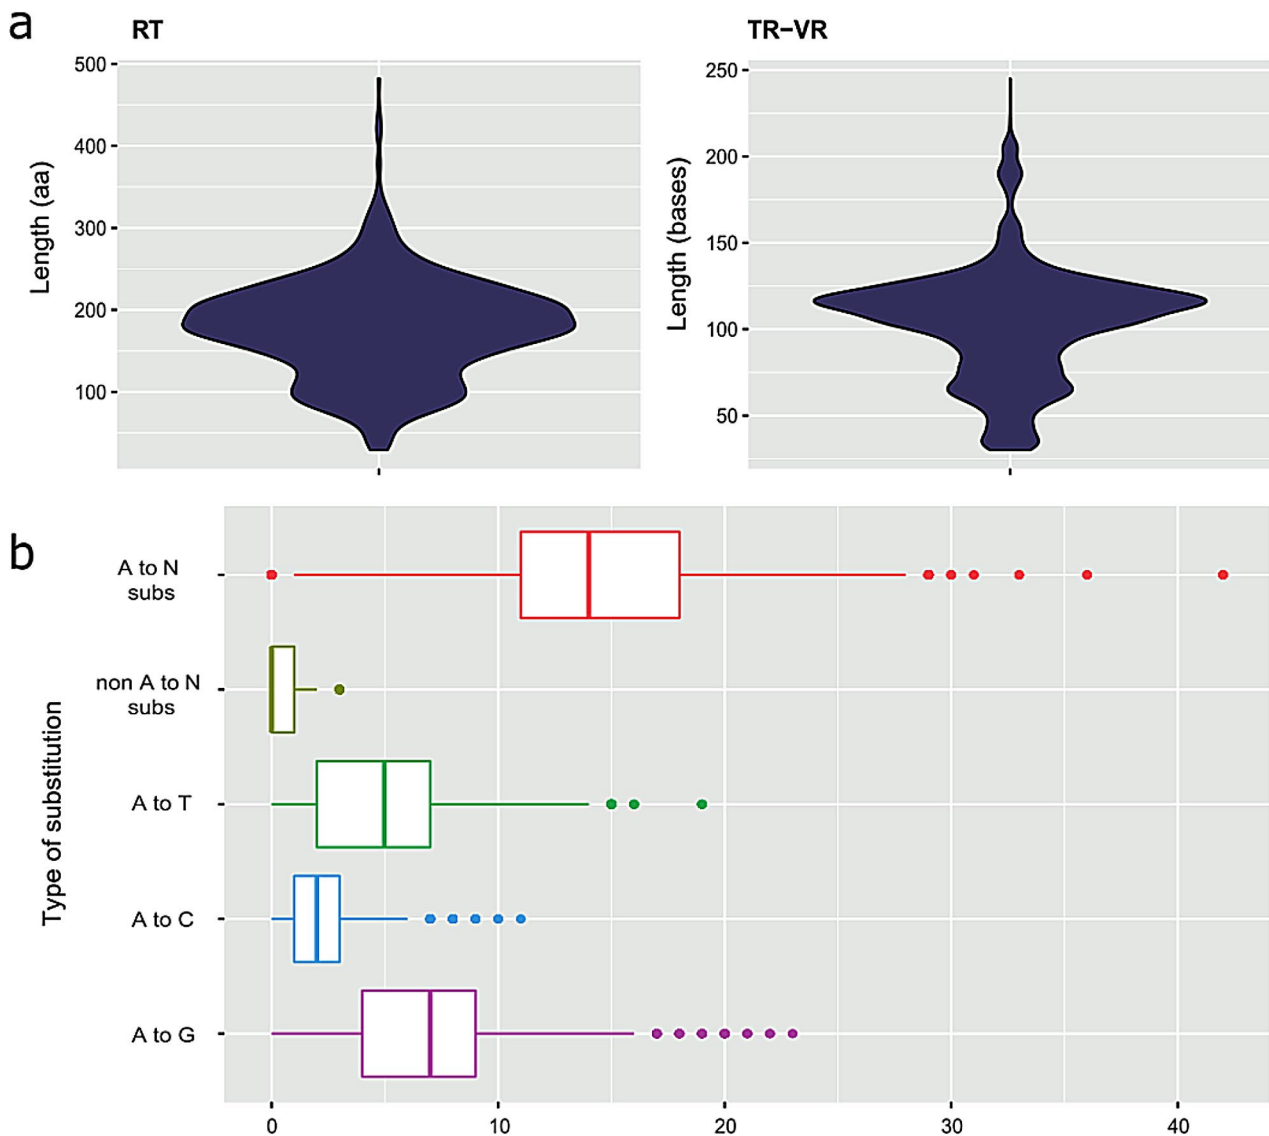 a
RT
TR−VR
Length (aa)
500
400
300
200
100
Length (bases)
250
200
150
100
50
b
Type of substitution
A to N
subs
non A to N
subs
A to T
A to C
A to G
0
10
20
30
40